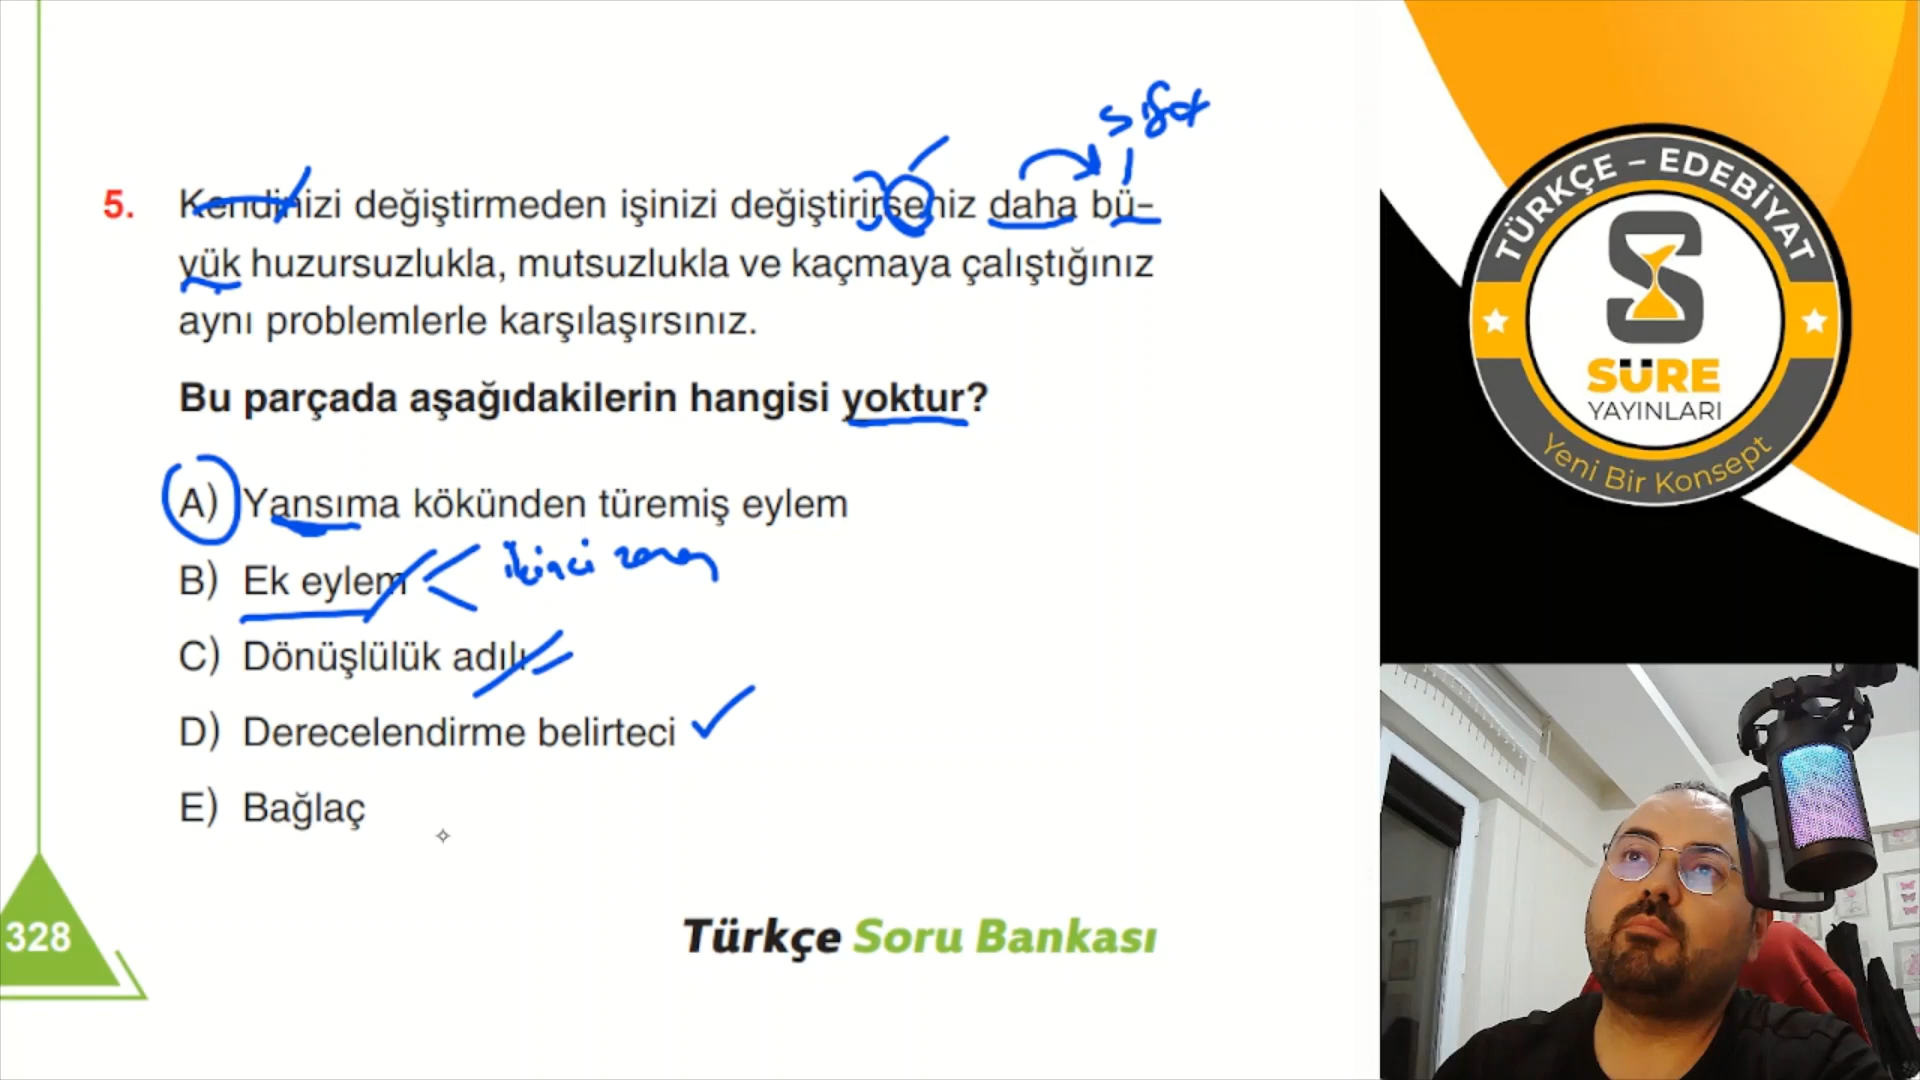 sıfat
5. Kendinizi değiştirmeden işinizi değiştirirseniz daha bü-
yük huzursuzlukla, mutsuzlukla ve kaçmaya çalıştığınız
aynı problemlerle karşılaşırsınız.
Bu parçada aşağıdakilerin hangisi yoktur?
A) Yansıma kökünden türemiş eylem
B) Ek eylem
ikinci
C) Dönüşlülük adılı
D) Derecelendirme belirteci
E) Bağlaç
328
Türkçe Soru Bankası
TÜRKÇE – EDEBİYAT
SÜRE
YAYINLARI
Yeni Bir Konsept